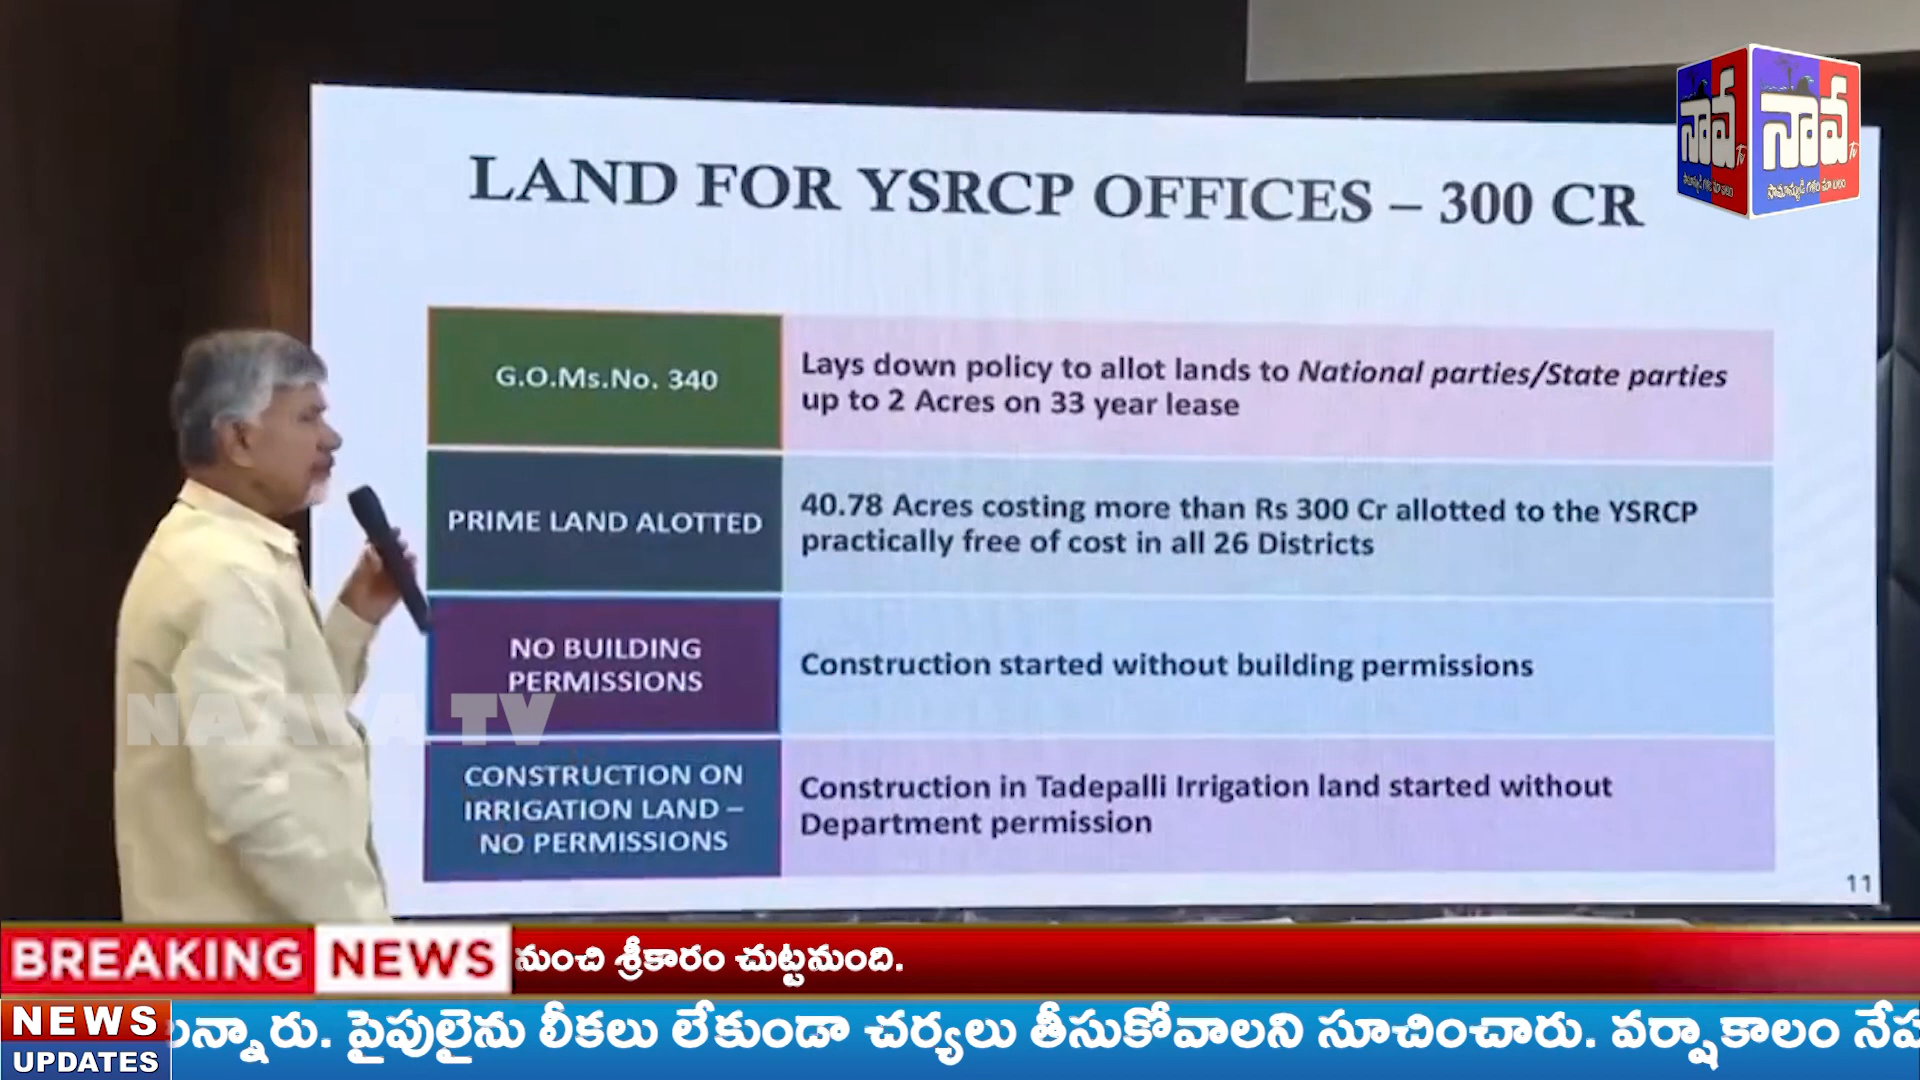 LAND FOR YSRCP OFFICES – 300 CR
G.O.Ms.No. 340
Lays down policy to allot lands to National parties/State parties
up to 2 Acres on 33 year lease
PRIME LAND ALOTTED
40.78 Acres costing more than Rs 300 Cr allotted to the YSRCP
practically free of cost in all 26 Districts
NO BUILDING
PERMISSIONS
Construction started without building permissions
CONSTRUCTION ON
IRRIGATION LAND –
NO PERMISSIONS
Construction in Tadepalli Irrigation land started without
Department permission
11
నావ
TV
నావ
TV
NAAVA TV
BREAKING NEWS
నుంచి శ్రీకారం చుట్టనుంది.
NEWS
UPDATES
పైపులైను లీకలు లేకుండా చర్యలు తీసుకోవాలని సూచించారు. వర్షాకాలం